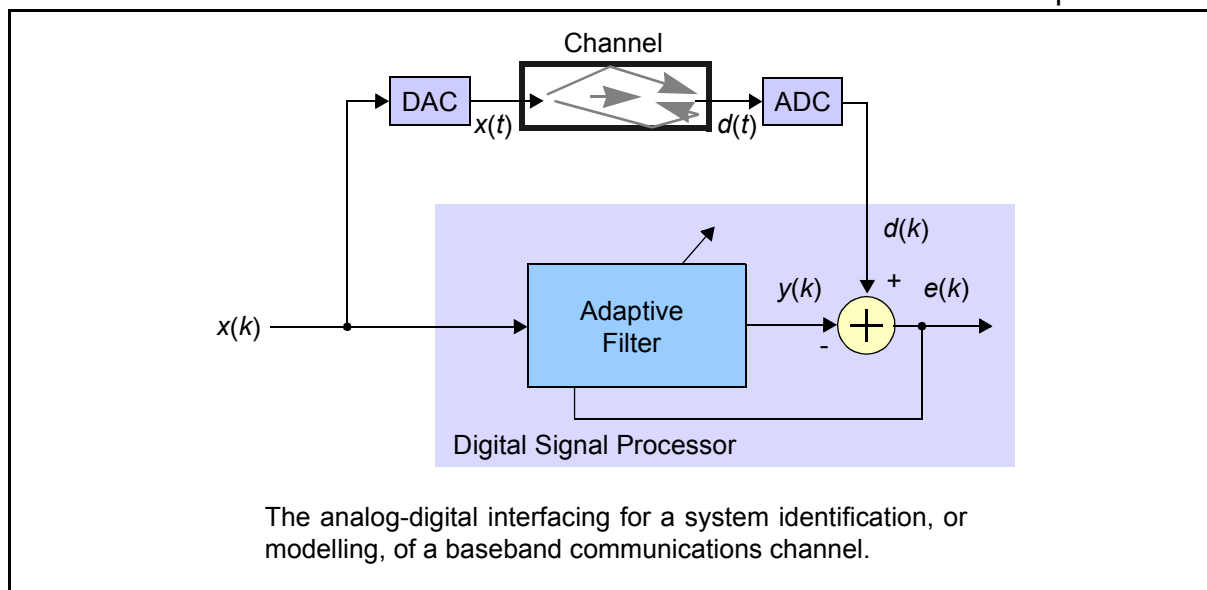 Channel
DAC
ADC
x(t)
d(t)
d(k)
x(k)
Adaptive
Filter
y(k)
+
e(k)
-
Digital Signal Processor
The analog-digital interfacing for a system identification, or
modelling, of a baseband communications channel.